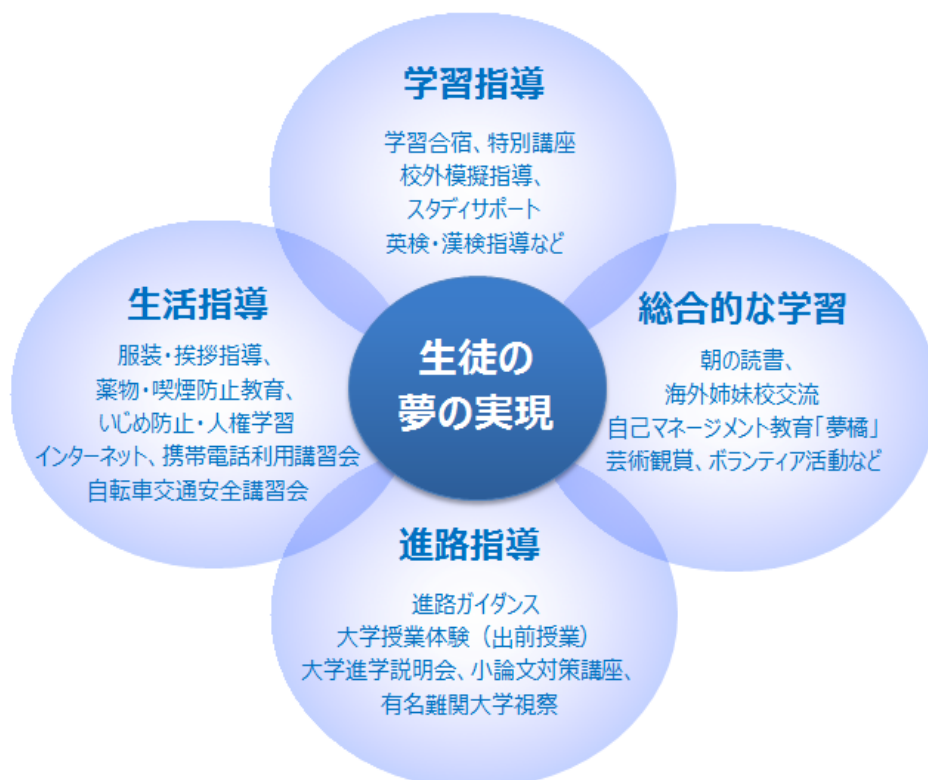 学習指導
学習合宿、特別講座
校外模擬指導、
スタディサポート
英検・漢検指導など
生活指導
服装・挨拶指導、
薬物・喫煙防止教育、
いじめ防止・人権学習
インターネット、携帯電話利用講習会
自転車交通安全講習会
生徒の
夢の実現
総合的な学習
朝の読書、
海外姉妹校交流
自己マネージメント教育「夢橘」
芸術観賞、ボランティア活動など
進路指導
進路ガイダンス
大学授業体験（出前授業）
大学進学説明会、小論文対策講座、
有名難関大学視察